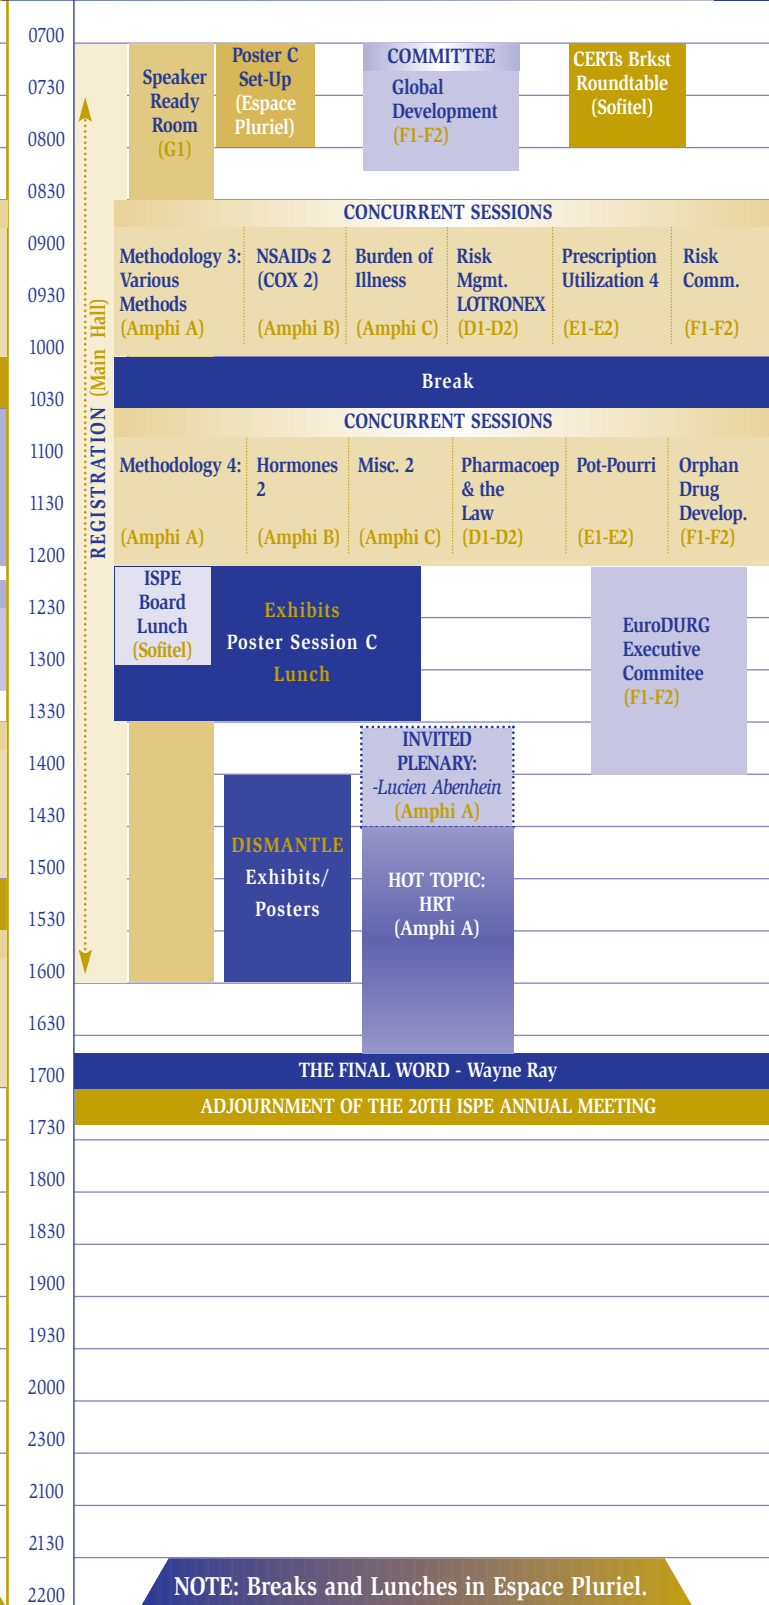 0700
0730
0800
0830
0900
0930
1000
1030
1100
1130
1200
1230
1300
1330
1400
1430
1500
1530
1600
1630
1700
1730
1800
1830
1900
1930
2000
2300
2100
2130
2200
REGISTRATION (Main Hall)
Speaker
Ready
Room
(G1)
Poster C
Set-Up
(Espace
Pluriel)
COMMITTEE
Global
Development
(F1-F2)
CERTs Brkst
Roundtable
(Sofitel)
CONCURRENT SESSIONS
Methodology 3:
Various
Methods
(Amphi A)
NSAIDs 2
(COX 2)
(Amphi B)
Burden of
Illness
(Amphi C)
Risk
Mgmt.
LOTRONEX
(D1-D2)
Prescription
Utilization 4
(E1-E2)
Risk
Comm.
(F1-F2)
Break
CONCURRENT SESSIONS
Methodology 4:
(Amphi A)
Hormones
2
(Amphi B)
Misc. 2
(Amphi C)
Pharmacoep
& the
Law
(D1-D2)
Pot-Pourri
(E1-E2)
Orphan
Drug
Develop.
(F1-F2)
ISPE
Board
Lunch
(Sofitel)
Exhibits
Poster Session C
Lunch
EuroDURG
Executive
Commitee
(F1-F2)
INVITED
PLENARY:
-Lucien Abenhein
(Amphi A)
DISMANTLE
Exhibits/
Posters
HOT TOPIC:
HRT
(Amphi A)
THE FINAL WORD - Wayne Ray
ADJOURNMENT OF THE 20TH ISPE ANNUAL MEETING
NOTE: Breaks and Lunches in Espace Pluriel.